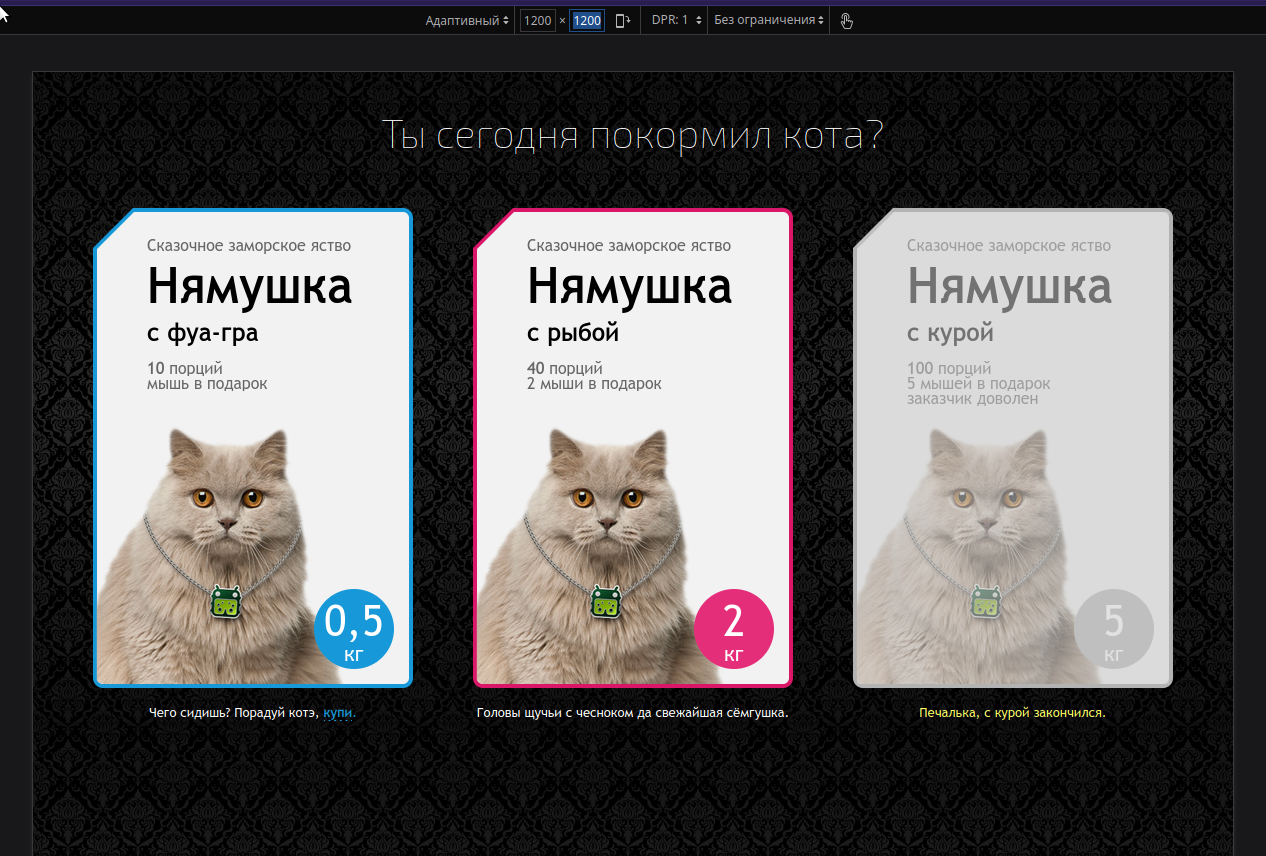 Адаптивный 1200 × 1200 DPR: 1 Без ограничения
Ты сегодня покормил кота?
Сказочное заморское яство
Нямушка
с фуа-гра
10 порций
мышь в подарок
0,5
кг
Чего сидишь? Порадуй котэ, купи.
Сказочное заморское яство
Нямушка
с рыбой
40 порций
2 мыши в подарок
2
кг
Головы щучьи с чесноком да свежайшая сёмгушка.
Сказочное заморское яство
Нямушка
с курой
100 порций
5 мышей в подарок
заказчик доволен
5
кг
Печалька, с курой закончился.